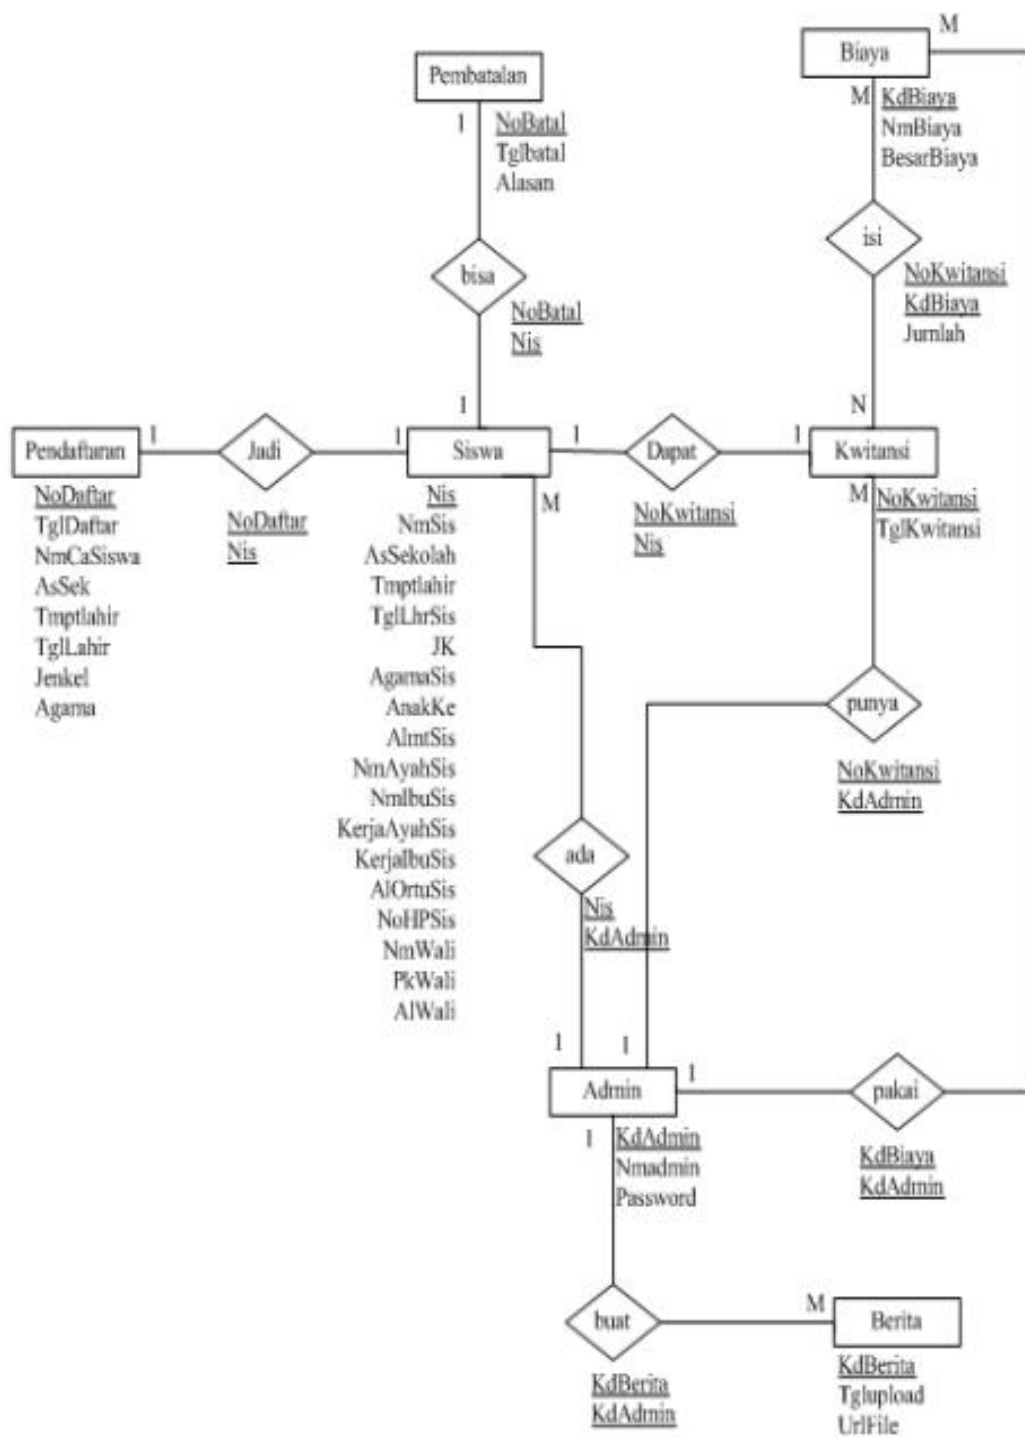 M
Biaya
Pembatalan
M
KdBiaya
NmBiaya
BesarBiaya
1
NoBatal
Tglbatal
Alasan
isi
bisa
NoKwitansi
KdBiaya
Jumlah
NoBatal
Nis
1
N
Pendaftaran
1
Jadi
1
Siswa
1
Dapat
1
Kwitansi
NoDaftar
TglDaftar
NmCaSiswa
AsSek
Tmptlahir
TglLahir
Jenkel
Agama
NoDaftar
Nis
Nis
NmSis
AsSekolah
Tmptlahir
TglLhrSis
JK
AgamaSis
AnakKe
AlmtSis
NmAyahSis
NmIbuSis
KerjaAyahSis
KerjaIbuSis
AlOrtuSis
NoHPSis
NmWali
PkWali
AlWali
M
NoKwitansi
Nis
M
NoKwitansi
TglKwitansi
punya
NoKwitansi
KdAdmin
ada
Nis
KdAdmin
1
1
Admin
1
pakai
1
KdAdmin
Nmadmin
Password
KdBiaya
KdAdmin
buat
M
Berita
KdBerita
KdAdmin
KdBerita
Tglupload
UrlFile